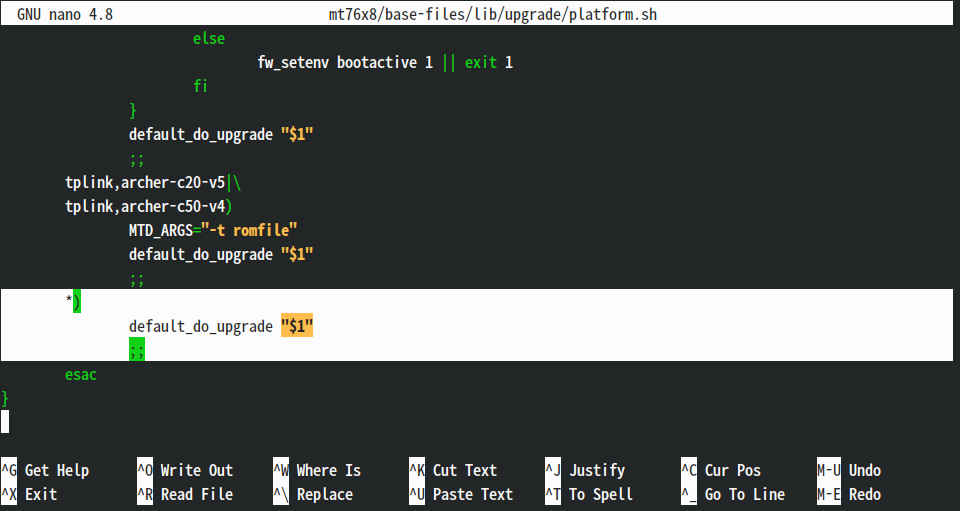 GNU nano 4.8 mt76x8/base-files/lib/upgrade/platform.sh
else
fw_setenv bootactive 1 || exit 1
fi
}
default_do_upgrade "$1"
;;
tplink,archer-c20-v5|\
tplink,archer-c50-v4)
MTD_ARGS="-t romfile"
default_do_upgrade "$1"
;;
*)
default_do_upgrade "$1"
;;
esac
}
^G Get Help ^O Write Out ^W Where Is ^K Cut Text ^J Justify ^C Cur Pos M-U Undo
^X Exit ^R Read File ^\ Replace ^U Paste Text ^T To Spell ^_ Go To Line M-E Redo